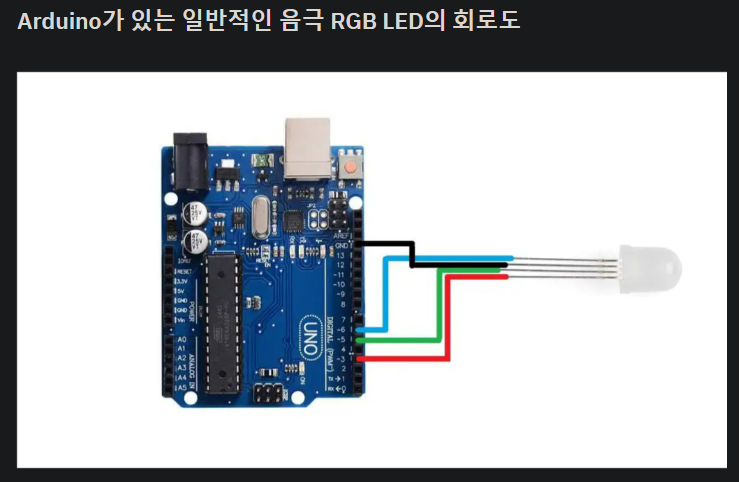 Arduino가 있는 일반적인 음극 RGB LED의 회로도
AREF
GND
13
12
~11
~10
~9
8
7
~6
~5
4
~3
2
TX→1
RX←0
DIGITAL (PWM~)
UNO
ON
IOREF
RESET
3.3V
5V
GND
GND
Vin
POWER
A0
A1
A2
A3
A4
A5
ANALOG IN